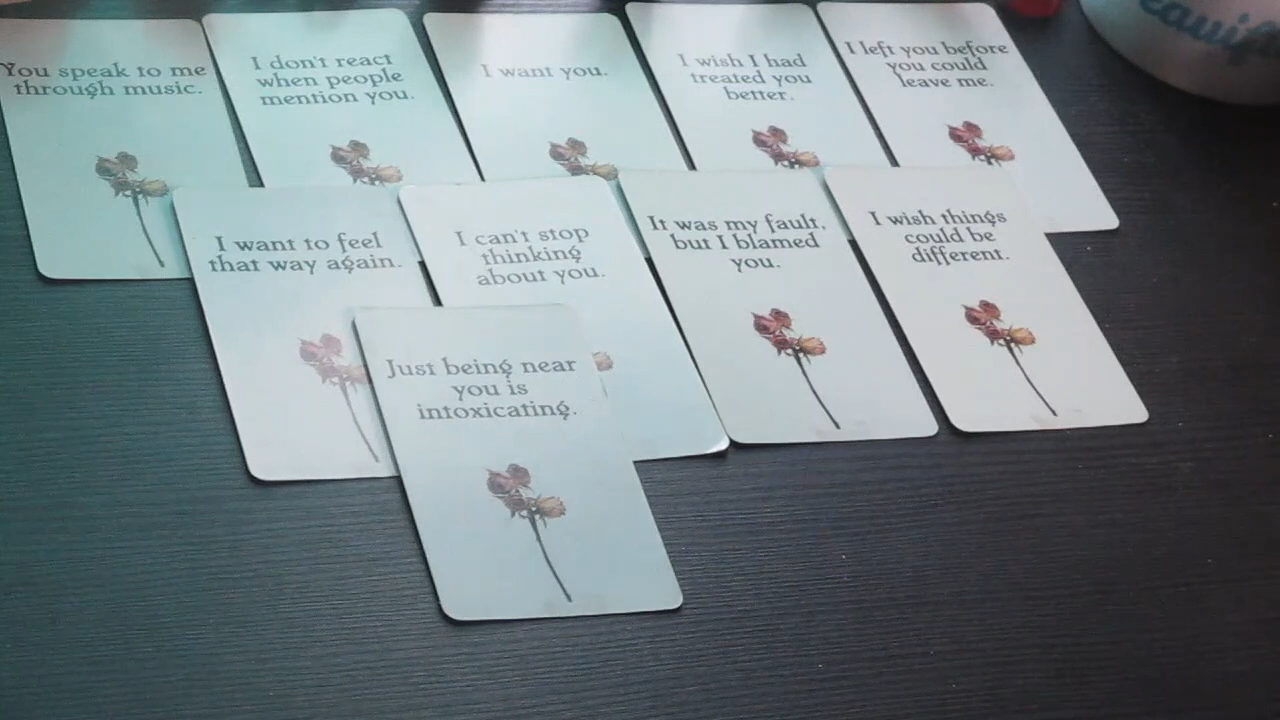 You speak to me
through music.
I don't react
when people
mention you.
I want you.
I wish I had
treated you
better.
I left you before
you could
leave me.
I want to feel
that way again.
I can't stop
thinking
about you.
It was my fault,
but I blamed
you.
I wish things
could be
different.
Just being near
you is
intoxicating.